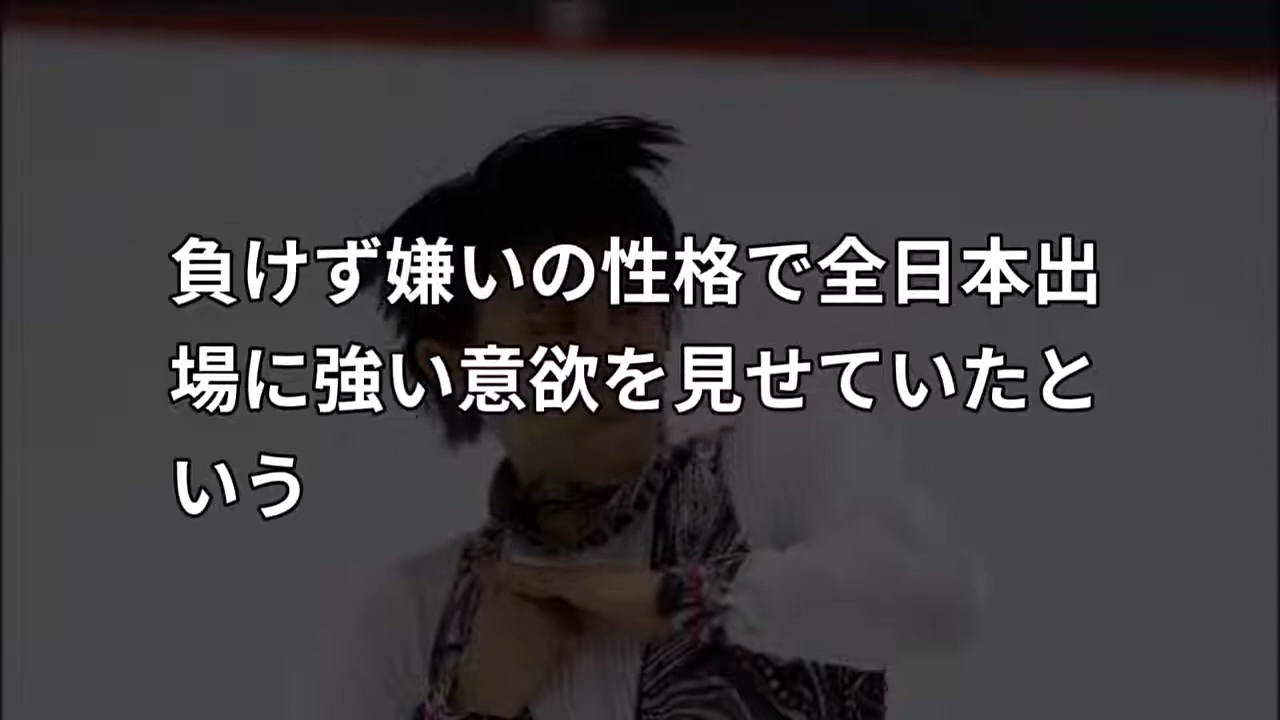 負けず嫌いの性格で全日本出
場に強い意欲を見せていたと
いう